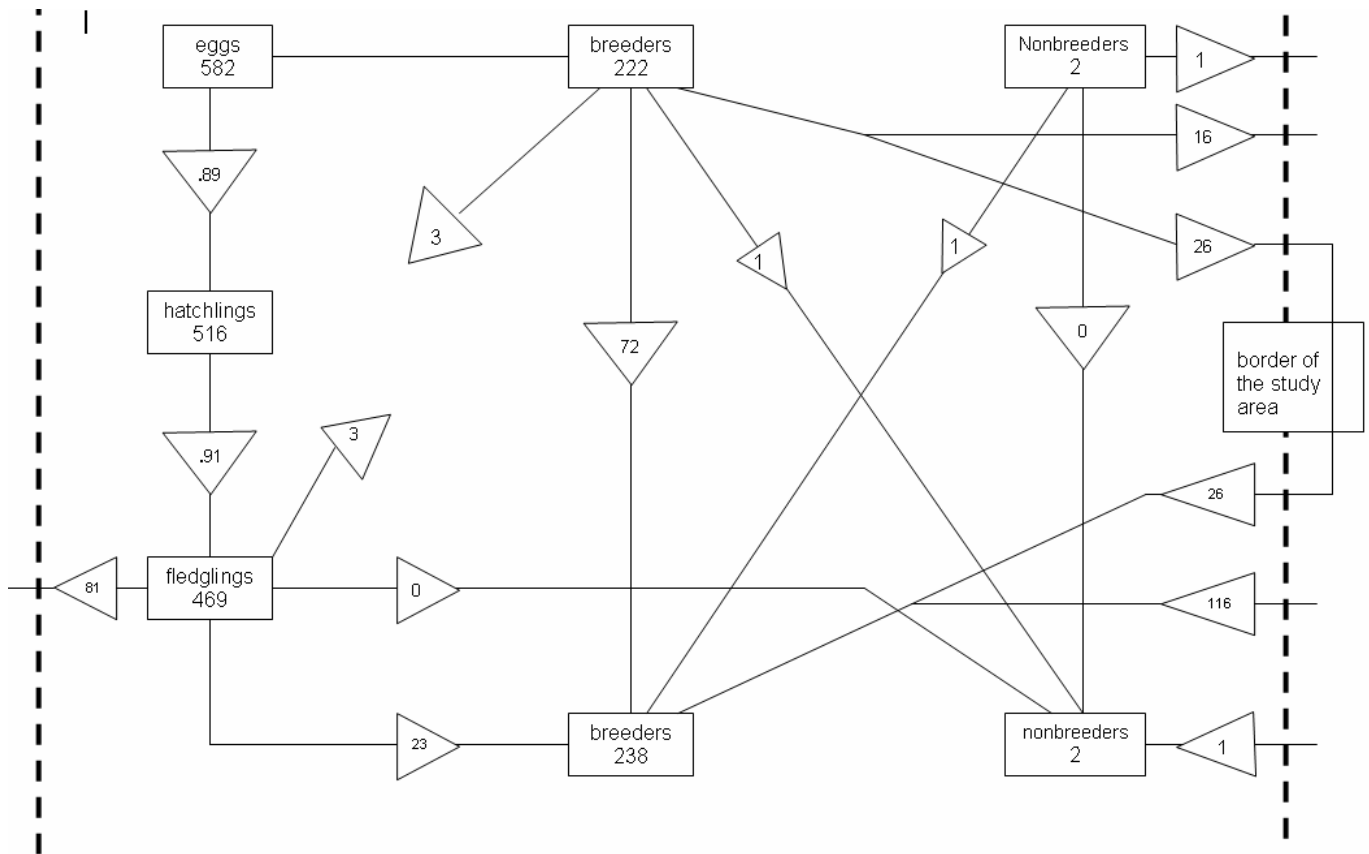 eggs
582
breeders
222
Nonbreeders
2
1
16
.89
3
1
1
26
hatchlings
516
72
0
border of
the study
area
.91
3
26
81
fledglings
469
0
116
23
breeders
238
nonbreeders
2
1